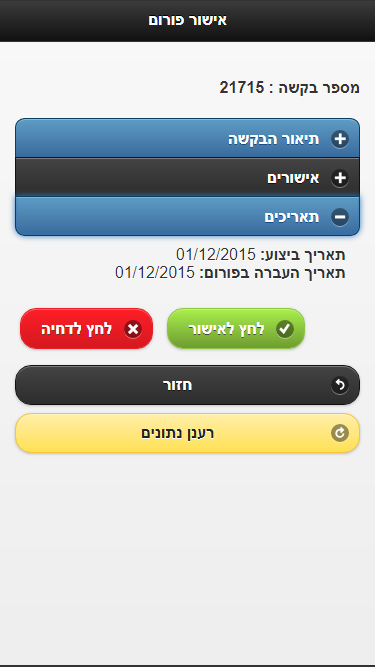 אישור פורום
מספר בקשה : 21715
תיאור הבקשה
אישורים
תאריכים
תאריך ביצוע: 01/12/2015
תאריך העברה בפורום: 01/12/2015
לחץ לאישור
לחץ לדחיה
חזור
רענן נתונים